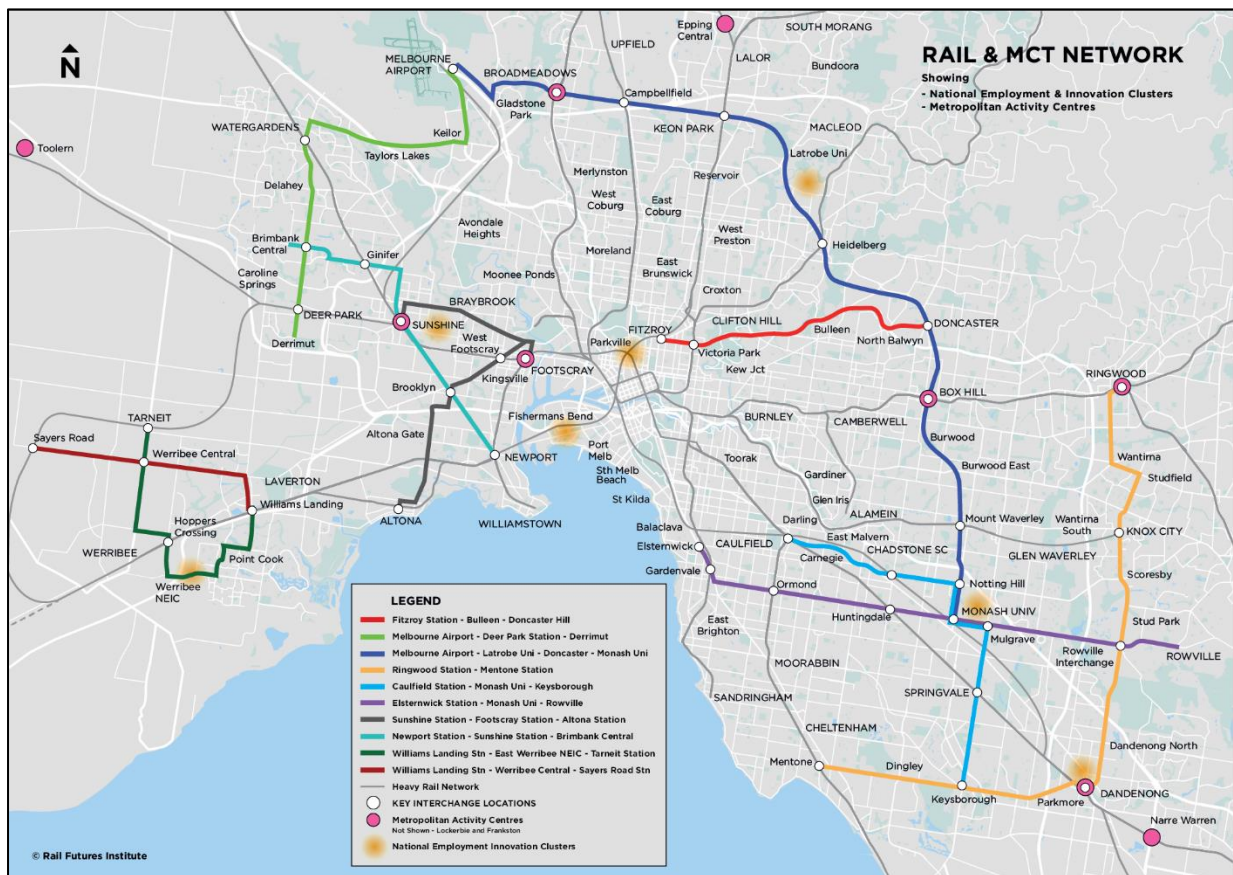 RAIL & MCT NETWORK
Showing
- National Employment & Innovation Clusters
- Metropolitan Activity Centres
N
Epping
Central
SOUTH MORANG
UPFIELD
LALOR
Bundoora
MELBOURNE
AIRPORT
BROADMEADOWS
Gladstone
Park
Campbellfield
KEON PARK
MACLEOD
Latrobe Uni
WATERGARDENS
Keilor
Taylors Lakes
Toolern
Delahey
Merlynston
Reservoir
West
Coburg
East
Coburg
Avondale
Heights
West
Preston
Heidelberg
Brimbank
Central
Ginifer
Moreland
East
Brunswick
Caroline
Springs
Moonee Ponds
Croxton
BRAYBROOK
DEER PARK
SUNSHINE
FITZROY
CLIFTON HILL
Bulleen
DONCASTER
North Balwyn
Derrimut
West
Footscray
Parkville
Victoria Park
Kew Jct
Kingsville
FOOTSCRAY
RINGWOOD
Brooklyn
BOX HILL
TARNEIT
Fishermans Bend
BURNLEY
CAMBERWELL
Sayers Road
Altona Gate
Port
Melb
Burwood
Werribee Central
NEWPORT
Sth Melb
Beach
Toorak
Wantirna
Burwood East
Studfield
LAVERTON
Gardiner
Williams Landing
St Kilda
Glen Iris
ALTONA
WILLIAMSTOWN
ALAMEIN
Hoppers
Crossing
Balaclava
Darling
Mount Waverley
Wantirna
South
KNOX CITY
WERRIBEE
Point Cook
Elsternwick
CAULFIELD
East Malvern
Carnegie
CHADSTONE SC
GLEN WAVERLEY
Werribee
NEIC
Gardenvale
Ormond
Notting Hill
Scoresby
East
Brighton
Huntingdale
MONASH UNIV
Mulgrave
Stud Park
Rowville
Interchange
ROWVILLE
MOORABBIN
SANDRINGHAM
SPRINGVALE
CHELTENHAM
Dandenong North
Mentone
Dingley
Keysborough
Parkmore
DANDENONG
Narre Warren
LEGEND
Fitzroy Station - Bulleen - Doncaster Hill
Melbourne Airport - Deer Park Station - Derrimut
Melbourne Airport - Latrobe Uni - Doncaster - Monash Uni
Ringwood Station - Mentone Station
Caulfield Station - Monash Uni - Keysborough
Elsternwick Station - Monash Uni - Rowville
Sunshine Station - Footscray Station - Altona Station
Newport Station - Sunshine Station - Brimbank Central
Williams Landing Stn - East Werribee NEIC - Tarneit Station
Williams Landing Stn - Werribee Central - Sayers Road Stn
Heavy Rail Network
KEY INTERCHANGE LOCATIONS
Metropolitan Activity Centres
Not Shown - Lockerbie and Frankston
National Employment Innovation Clusters
© Rail Futures Institute